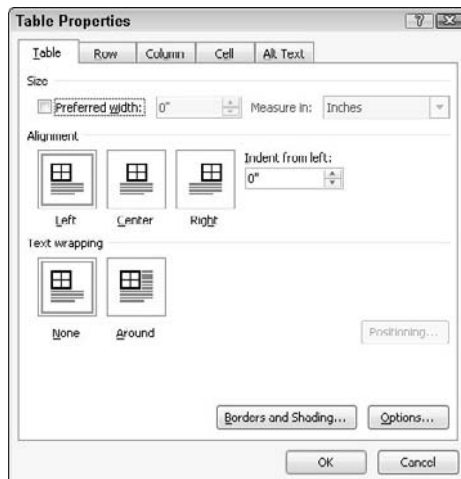 Table Properties
Table Row Column Cell Alt Text
Size
Preferred width: 0" Measure in: Inches
Alignment
Indent from left:
0"
Left Center Right
Text wrapping
None Around
Positioning...
Borders and Shading... Options...
OK Cancel